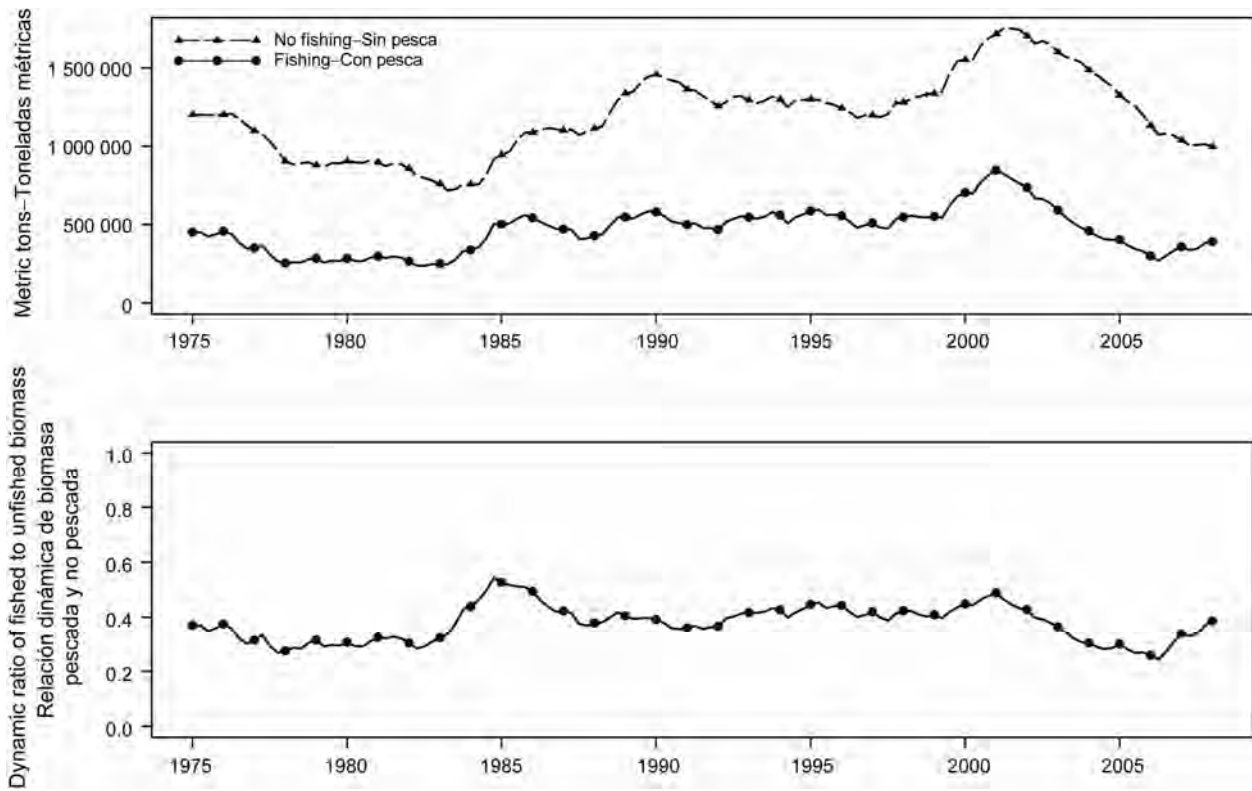 No fishing–Sin pesca
Fishing–Con pesca
Metric tons–Toneladas métricas
1 500 000
1 000 000
500 000
0
1975 1980 1985 1990 1995 2000 2005
Dynamic ratio of fished to unfished biomass
Relación dinámica de biomasa
pescada y no pescada
1.0
0.8
0.6
0.4
0.2
0.0
1975 1980 1985 1990 1995 2000 2005